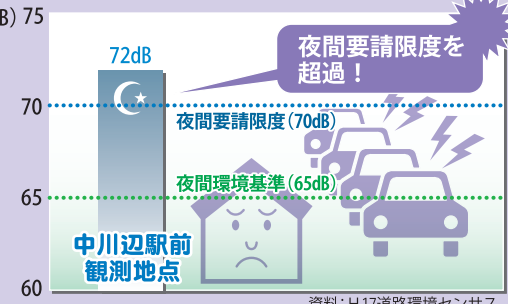 B) 75
夜間要請限度を
超過！
72dB
70
夜間要請限度(70dB)
夜間環境基準(65dB)
65
中川辺駅前
観測地点
60
資料：H17道路環境センサス